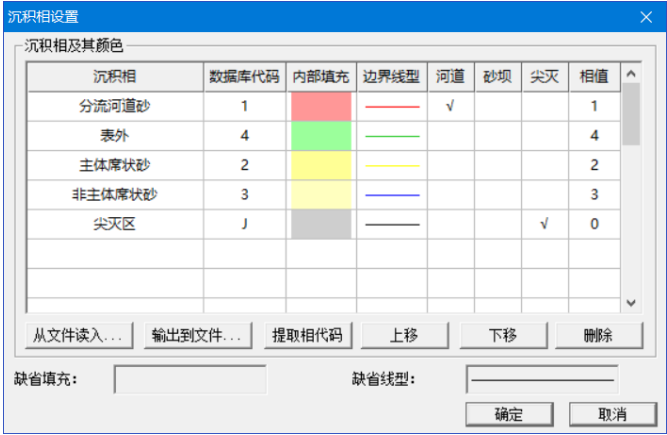 沉积相设置
沉积相及其颜色
沉积相 数据库代码 内部填充 边界线型 河道 砂坝 尖灭 相值
分流河道砂 1 √ 1
表外 4 4
主体席状砂 2 2
非主体席状砂 3 3
尖灭区 J √ 0
从文件读入... 输出到文件... 提取相代码 上移 下移 删除
缺省填充: 缺省线型:
确定 取消